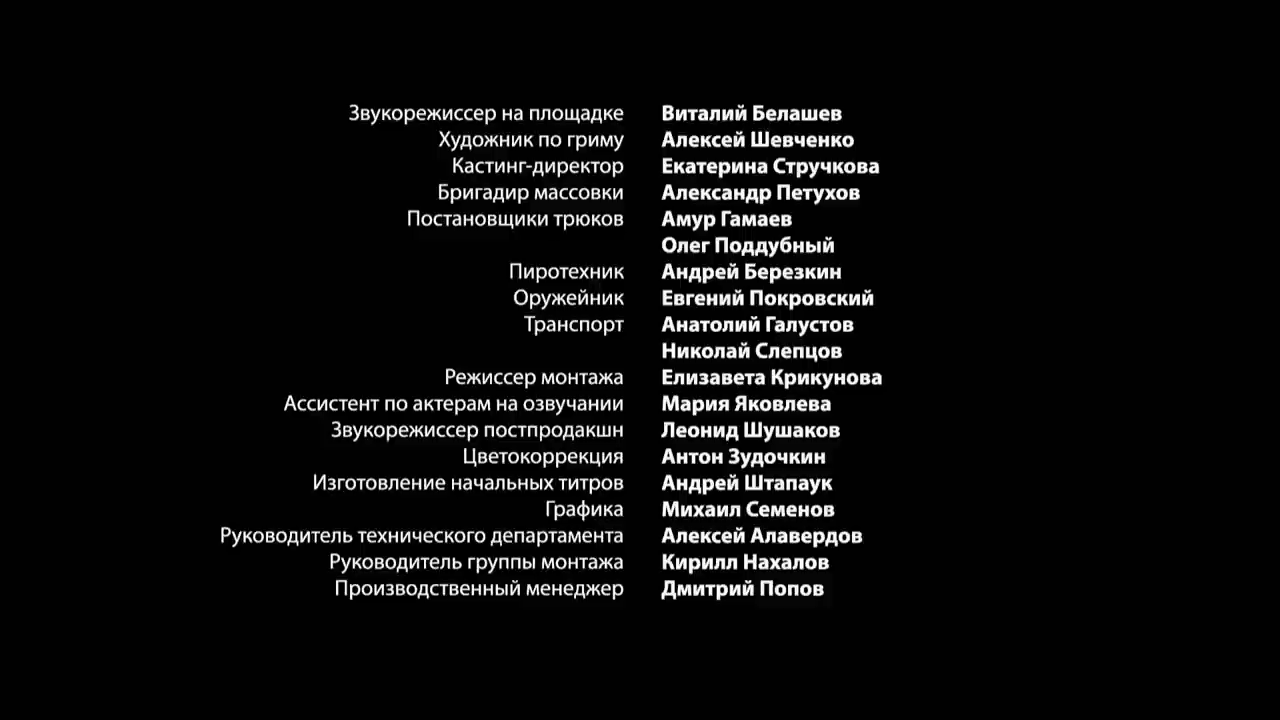 Звукорежиссер на площадке Виталий Белашев
Художник по гриму Алексей Шевченко
Кастинг-директор Екатерина Стручкова
Бригадир массовки Александр Петухов
Постановщики трюков Амур Гамаев
Олег Поддубный
Пиротехник Андрей Березкин
Оружейник Евгений Покровский
Транспорт Анатолий Галустов
Николай Слепцов
Режиссер монтажа Елизавета Крикунова
Ассистент по актерам на озвучании Мария Яковлева
Звукорежиссер постпродакшн Леонид Шушаков
Цветокоррекция Антон Зудочкин
Изготовление начальных титров Андрей Штапаук
Графика Михаил Семенов
Руководитель технического департамента Алексей Алавердов
Руководитель группы монтажа Кирилл Нахалов
Производственный менеджер Дмитрий Попов